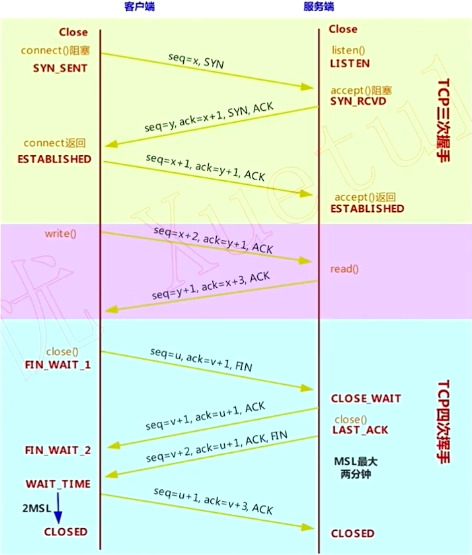 客户端
服务端
Close
Close
connect()阻塞
listen()
SYN_SENT
seq=x, SYN
LISTEN
accept()阻塞
SYN_RCVD
seq=y, ack=x+1, SYN, ACK
connect返回
ESTABLISHED
seq=x+1, ack=y+1, ACK
accept()返回
ESTABLISHED
TCP三次握手
write()
seq=x+2, ack=y+1, ACK
read()
seq=y+1, ack=x+3, ACK
close()
FIN_WAIT_1
seq=u, ack=v+1, FIN
CLOSE_WAIT
seq=v+1, ack=u+1, ACK
close()
LAST_ACK
FIN_WAIT_2
seq=v+2, ack=u+1, ACK, FIN
MSL最大
两分钟
WAIT_TIME
2MSL
seq=u+1, ack=v+3, ACK
CLOSED
CLOSED
TCP四次挥手